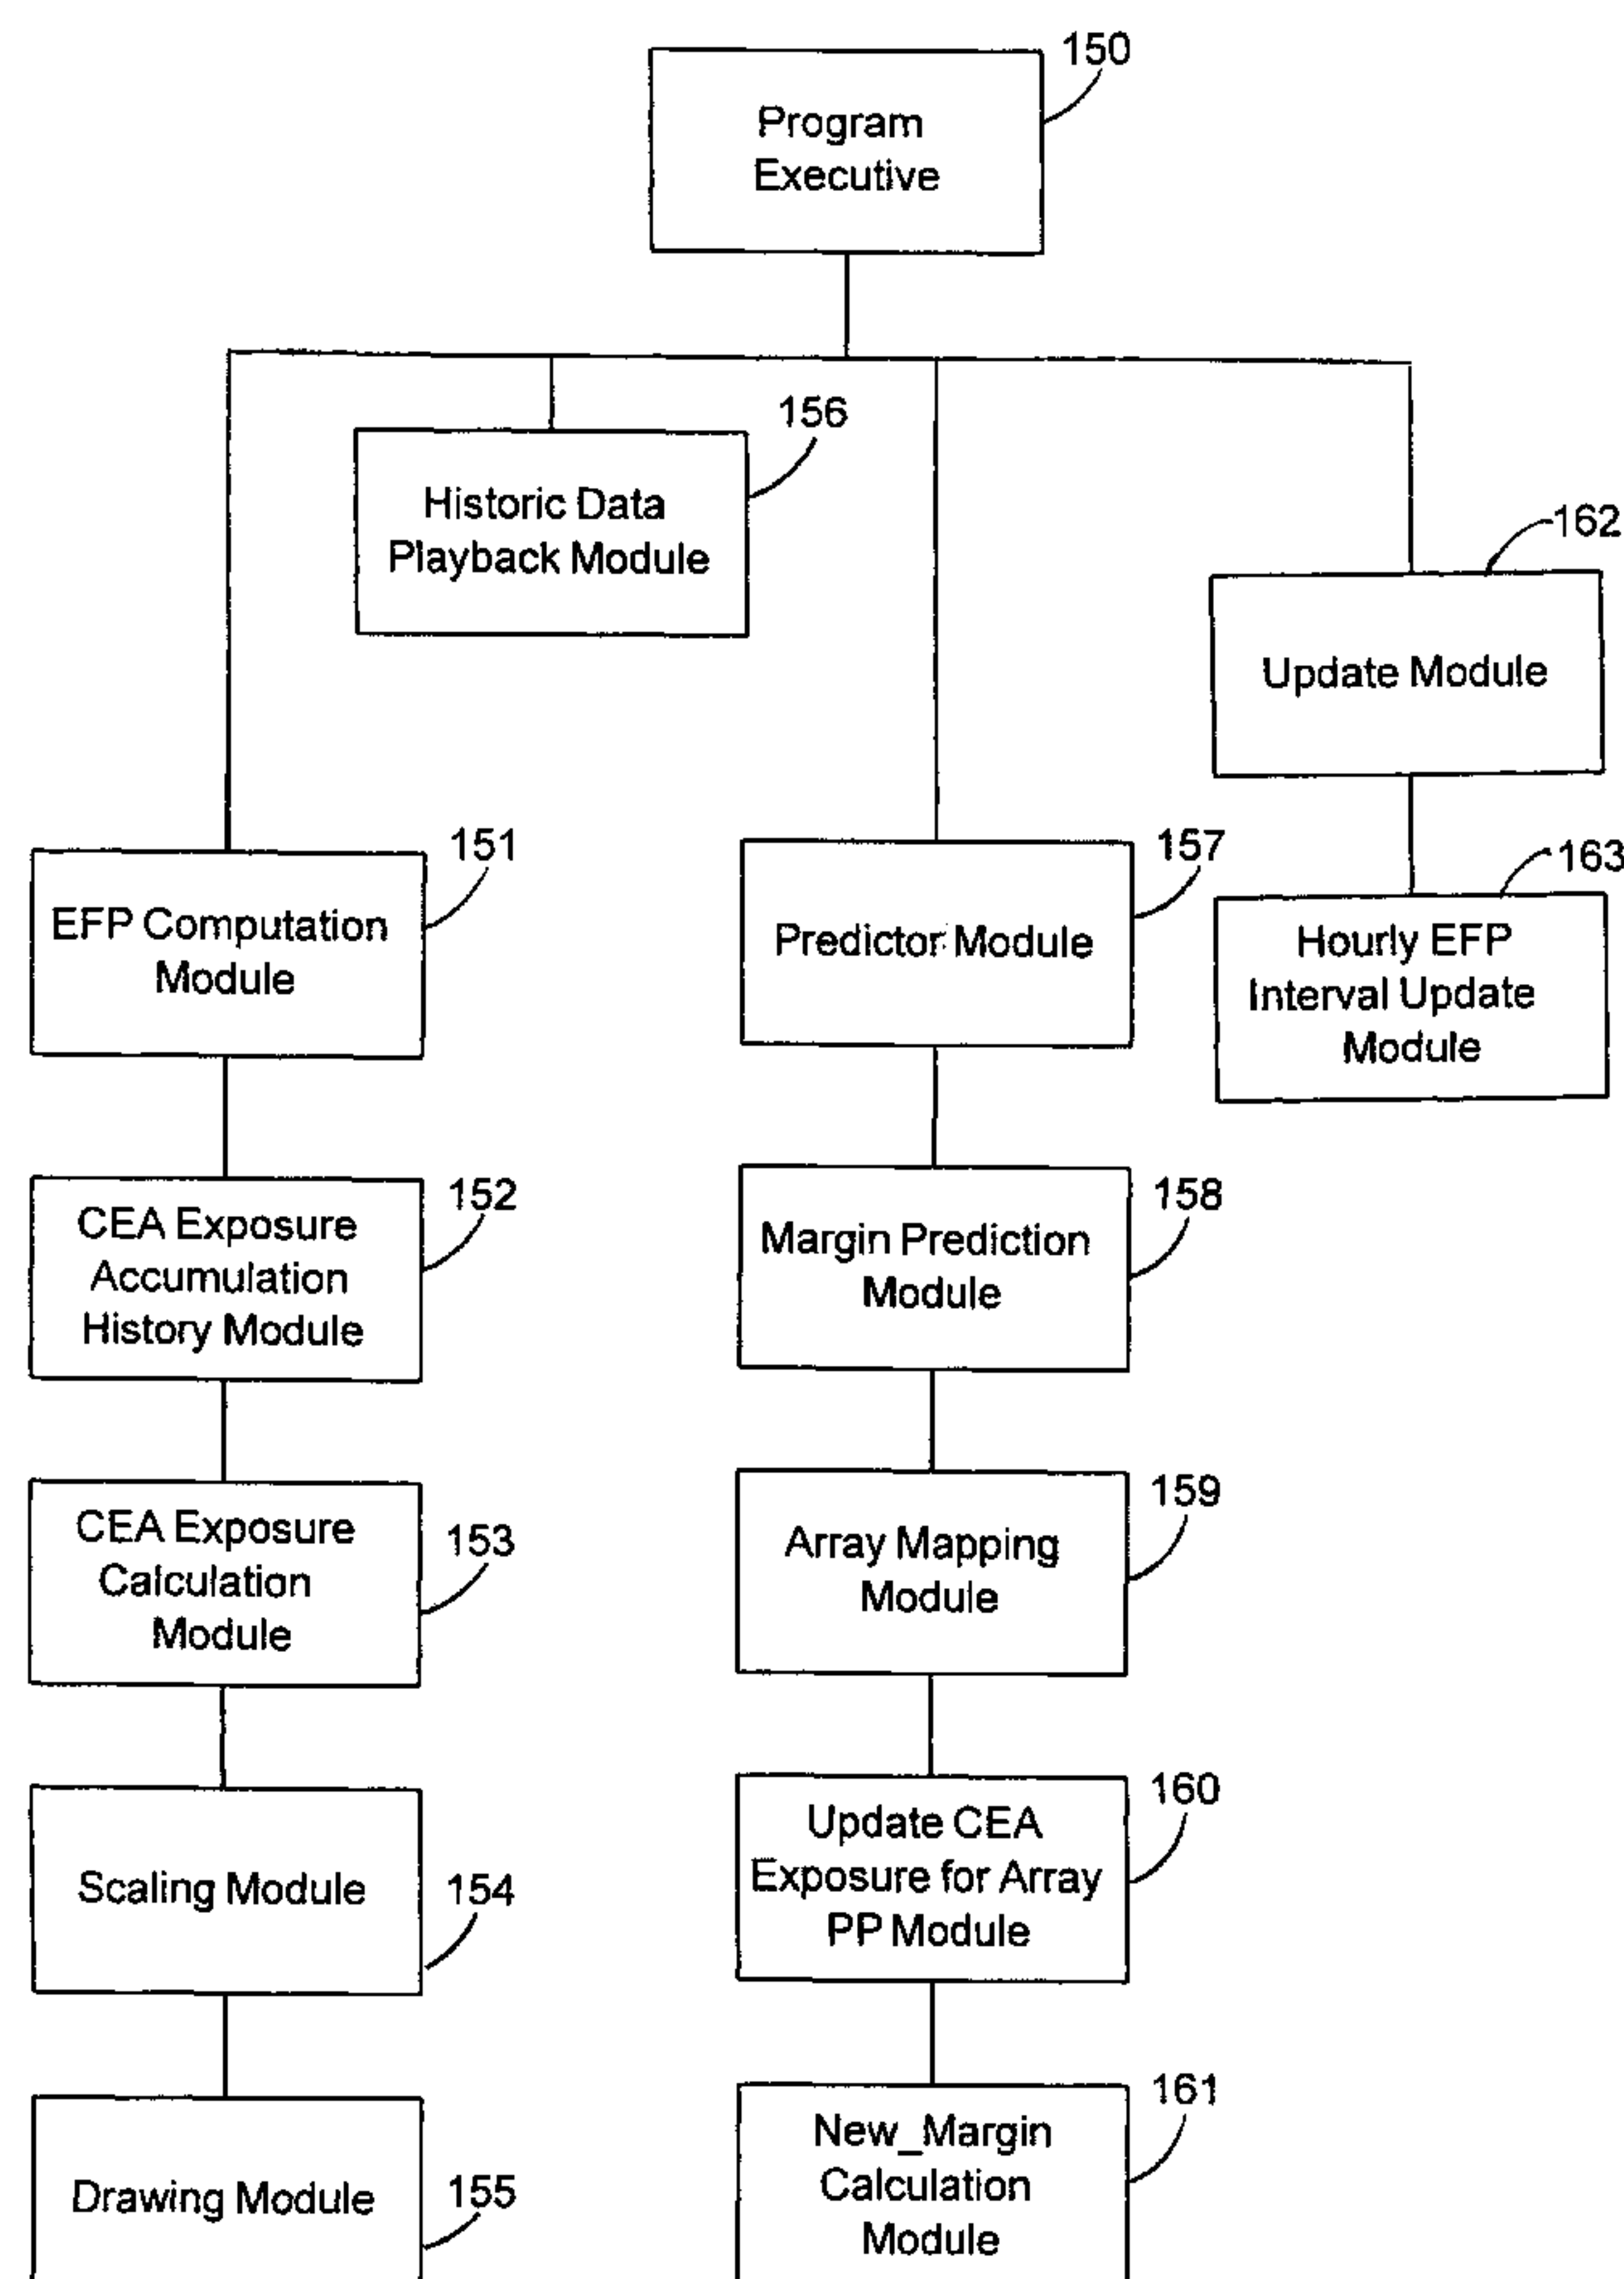 150
Program
Executive
156
Historic Data
Playback Module
162
Update Module
151
EFP Computation
Module
157
Predictor Module
163
Hourly EFP
Interval Update
Module
152
CEA Exposure
Accumulation
History Module
158
Margin Prediction
Module
153
CEA Exposure
Calculation
Module
159
Array Mapping
Module
154
Scaling Module
160
Update CEA
Exposure for Array
PP Module
155
Drawing Module
161
New_Margin
Calculation
Module